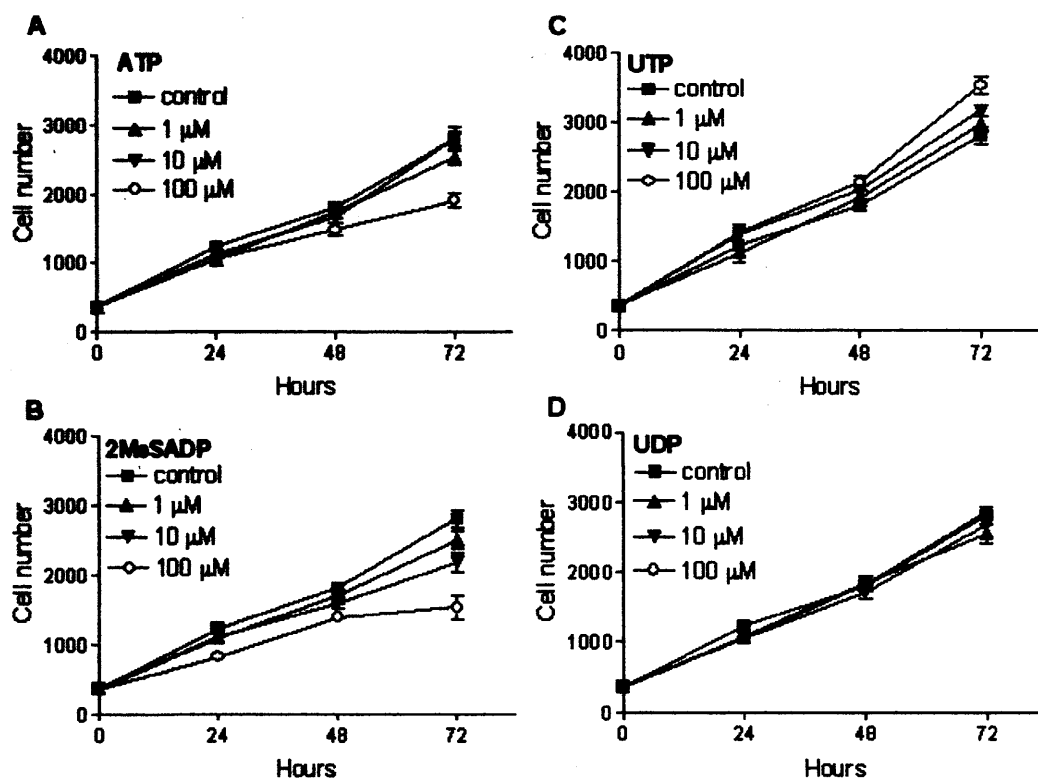 A
ATP
control
1 µM
10 µM
100 µM
4000
3000
2000
1000
0
Cell number
0 24 48 72
Hours
C
UTP
control
1 µM
10 µM
100 µM
4000
3000
2000
1000
0
Cell number
0 24 48 72
Hours
B
2MeSADP
control
1 µM
10 µM
100 µM
4000
3000
2000
1000
0
Cell number
0 24 48 72
Hours
D
UDP
control
1 µM
10 µM
100 µM
4000
3000
2000
1000
0
Cell number
0 24 48 72
Hours